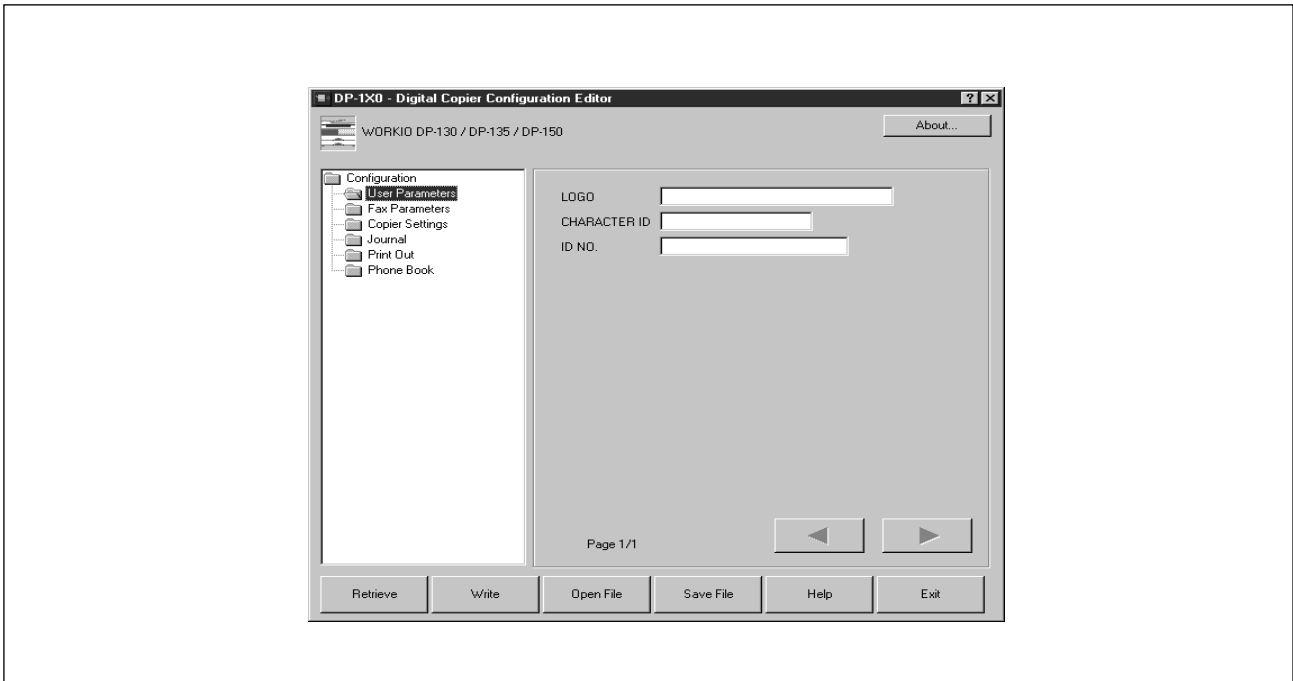 DP-1X0 - Digital Copier Configuration Editor
WORKIO DP-130 / DP-135 / DP-150
About...
Configuration
User Parameters
Fax Parameters
Copier Settings
Journal
Print Out
Phone Book
LOGO
CHARACTER ID
ID NO.
Page 1/1
Retrieve
Write
Open File
Save File
Help
Exit